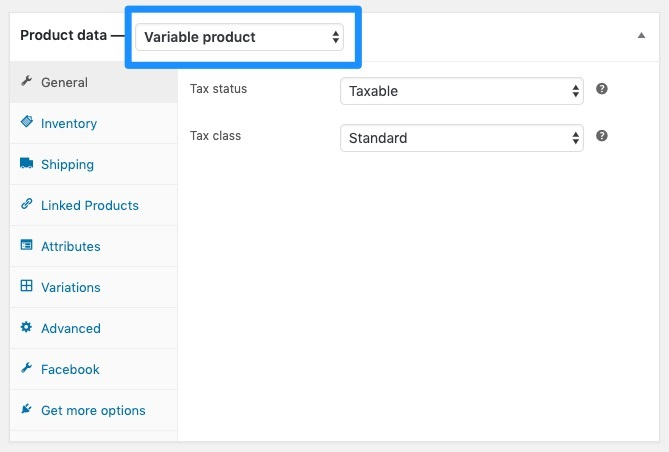 Product data — Variable product
General
Tax status Taxable ?
Tax class Standard ?
Inventory
Shipping
Linked Products
Attributes
Variations
Advanced
Facebook
Get more options